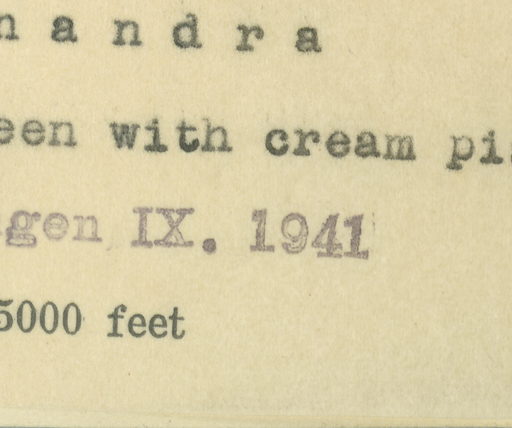 n a n d r a
een with cream pi
gen IX. 1941
5000 feet